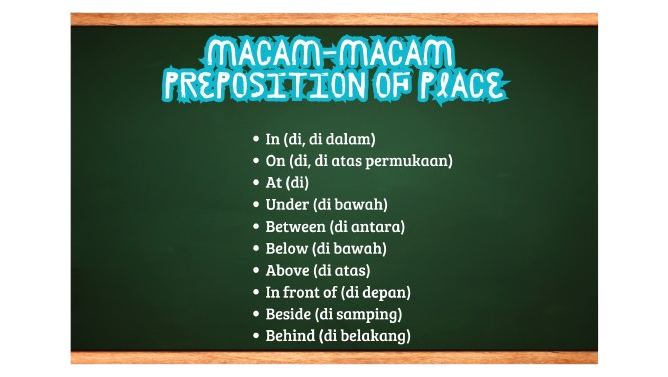 MACAM-MACAM
PREPOSITION OF PLACE
• In (di, di dalam)
• On (di, di atas permukaan)
• At (di)
• Under (di bawah)
• Between (di antara)
• Below (di bawah)
• Above (di atas)
• In front of (di depan)
• Beside (di samping)
• Behind (di belakang)